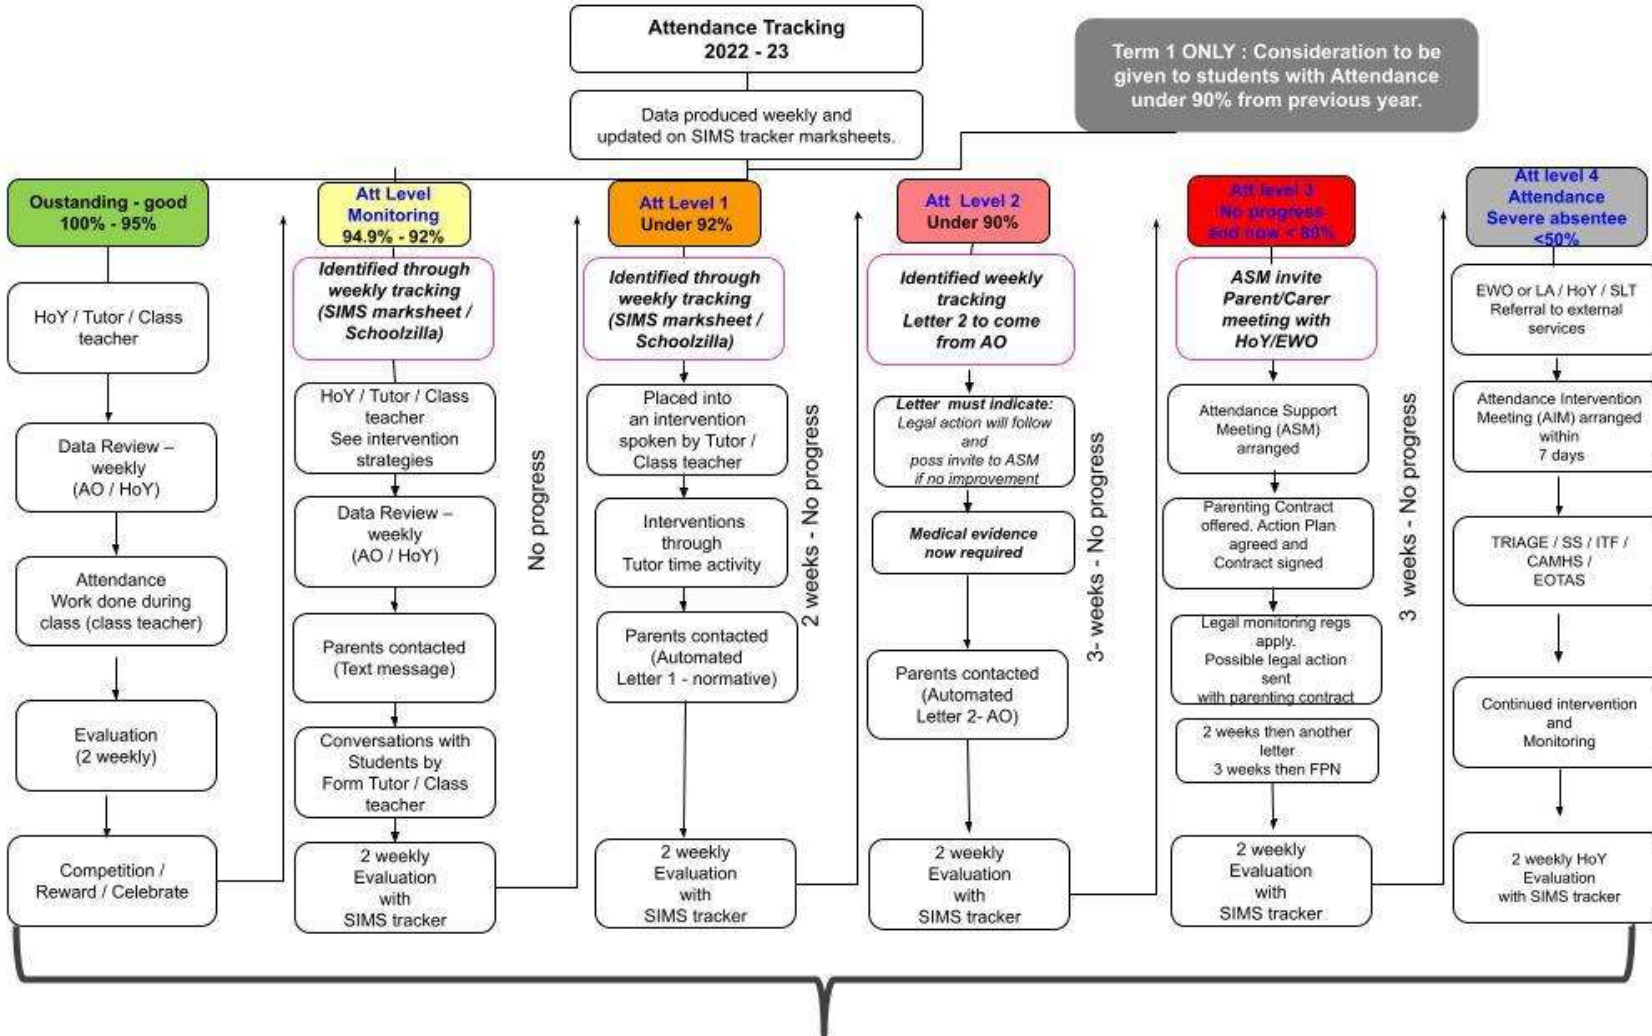 Attendance Tracking
2022 - 23
Term 1 ONLY : Consideration to be
given to students with Attendance
under 90% from previous year.
Data produced weekly and
updated on SIMS tracker marksheets.
Oustanding - good
100% - 95%
HoY / Tutor / Class
teacher
Data Review –
weekly
(AO / HoY)
Attendance
Work done during
class (class teacher)
Evaluation
(2 weekly)
Competition /
Reward / Celebrate
Att Level
Monitoring
94.9% - 92%
Identified through
weekly tracking
(SIMS marksheet /
Schoolzilla)
HoY / Tutor / Class
teacher
See intervention
strategies
Data Review –
weekly
(AO / HoY)
Parents contacted
(Text message)
Conversations with
Students by
Form Tutor / Class
teacher
2 weekly
Evaluation
with
SIMS tracker
No progress
Att Level 1
Under 92%
Identified through
weekly tracking
(SIMS marksheet /
Schoolzilla)
Placed into
an intervention
spoken by Tutor /
Class teacher
Interventions
through
Tutor time activity
Parents contacted
(Automated
Letter 1 - normative)
2 weekly
Evaluation
with
SIMS tracker
2 weeks - No progress
Att Level 2
Under 90%
Identified weekly
tracking
Letter 2 to come
from AO
Letter must indicate:
Legal action will follow
and
poss invite to ASM
if no improvement
Medical evidence
now required
Parents contacted
(Automated
Letter 2- AO)
2 weekly
Evaluation
with
SIMS tracker
3- weeks - No progress
Att level 3
No progress
and now < 80%
ASM invite
Parent/Carer
meeting with
HoY/EWO
Attendance Support
Meeting (ASM)
arranged
Parenting Contract
offered. Action Plan
agreed and
Contract signed
Legal monitoring regs
apply.
Possible legal action
sent
with parenting contract
2 weeks then another
letter
3 weeks then FPN
2 weekly
Evaluation
with
SIMS tracker
3 weeks - No progress
Att level 4
Attendance
Severe absentee
<50%
EWO or LA / HoY / SLT
Referral to external
services
Attendance Intervention
Meeting (AIM) arranged
within
7 days
TRIAGE / SS / ITF /
CAMHS /
EOTAS
Continued intervention
and
Monitoring
2 weekly HoY
Evaluation
with SIMS tracker